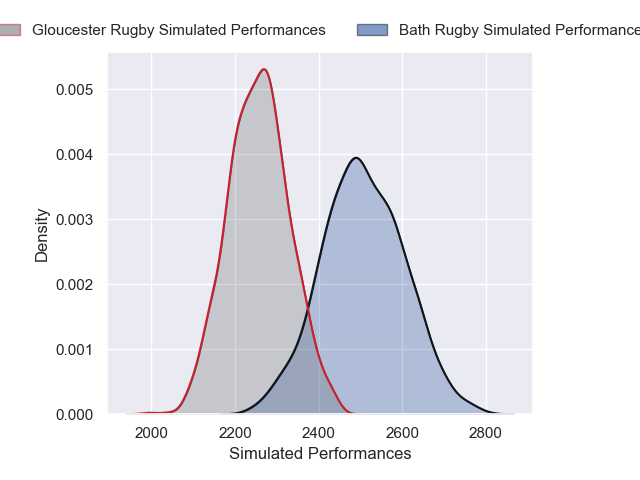 Gloucester Rugby Simulated Performances Bath Rugby Simulated Performance
0.005
0.004
0.003
0.002
0.001
0.000
Density
2000 2200 2400 2600 2800
Simulated Performances